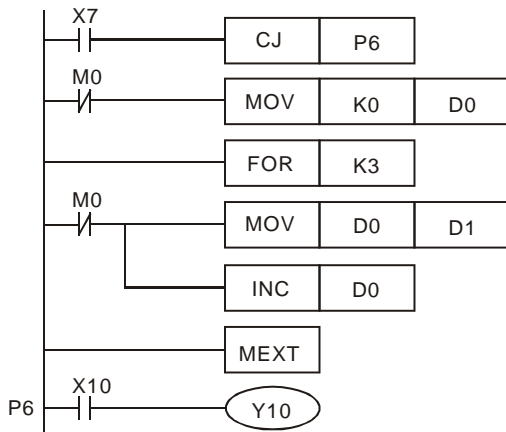 X7
CJ P6
M0
MOV K0 D0
FOR K3
M0
MOV D0 D1
INC D0
MEXT
X10
P6 Y10